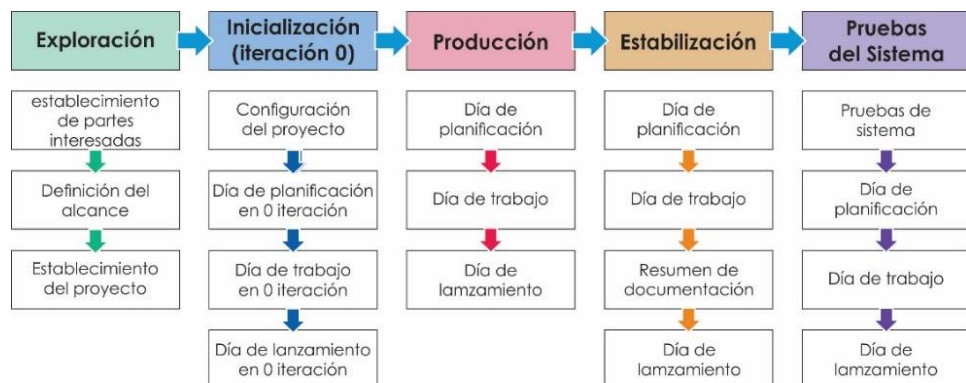 Exploración
Inicialización
(iteración 0)
Producción
Estabilización
Pruebas
del Sistema
establecimiento
de partes
interesadas
Definición del
alcance
Establecimiento
del proyecto
Configuración
del proyecto
Día de planificación
en 0 iteración
Día de trabajo
en 0 iteración
Día de lanzamiento
en 0 iteración
Día de
planificación
Día de trabajo
Día de
lamzamiento
Día de
planificación
Día de trabajo
Resumen de
documentación
Día de
lamzamiento
Pruebas de
sistema
Día de
planificación
Día de trabajo
Día de
lamzamiento